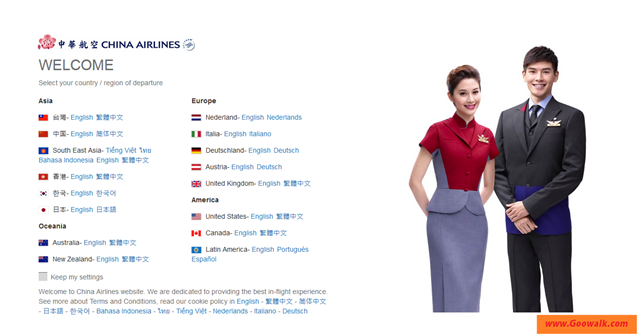 中華航空 CHINA AIRLINES
WELCOME
Select your country / region of departure
Asia
台灣- English 繁體中文
中国- English 简体中文
South East Asia- Tiếng Việt ไทย
Bahasa Indonesia English 繁體中文
香港- English 繁體中文
한국- English 한국어
日本- English 日本語
Oceania
Australia- English 繁體中文
New Zealand- English 繁體中文
Europe
Nederland- English Nederlands
Italia- English Italiano
Deutschland- English Deutsch
Austria- English Deutsch
United Kingdom- English 繁體中文
America
United States- English 繁體中文
Canada- English 繁體中文
Latin America- English Português
Español
Keep my settings
Welcome to China Airlines website. We are dedicated to providing the best in-flight experience.
See more about Terms and Conditions, read our cookie policy in English - 繁體中文 - 简体中文
- 日本語 - 한국어 - Bahasa Indonesia - ไทย - Tiếng Việt - Nederlands - Italiano - Deutsch
www.Goowalk.com